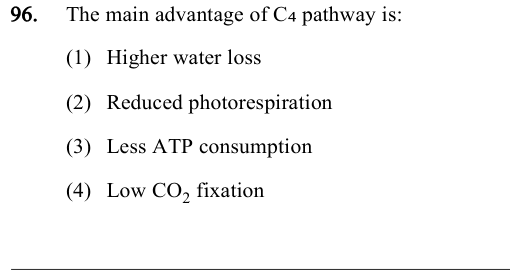 96. The main advantage of C₄ pathway is:
(1) Higher water loss
(2) Reduced photorespiration
(3) Less ATP consumption
(4) Low CO₂ fixation